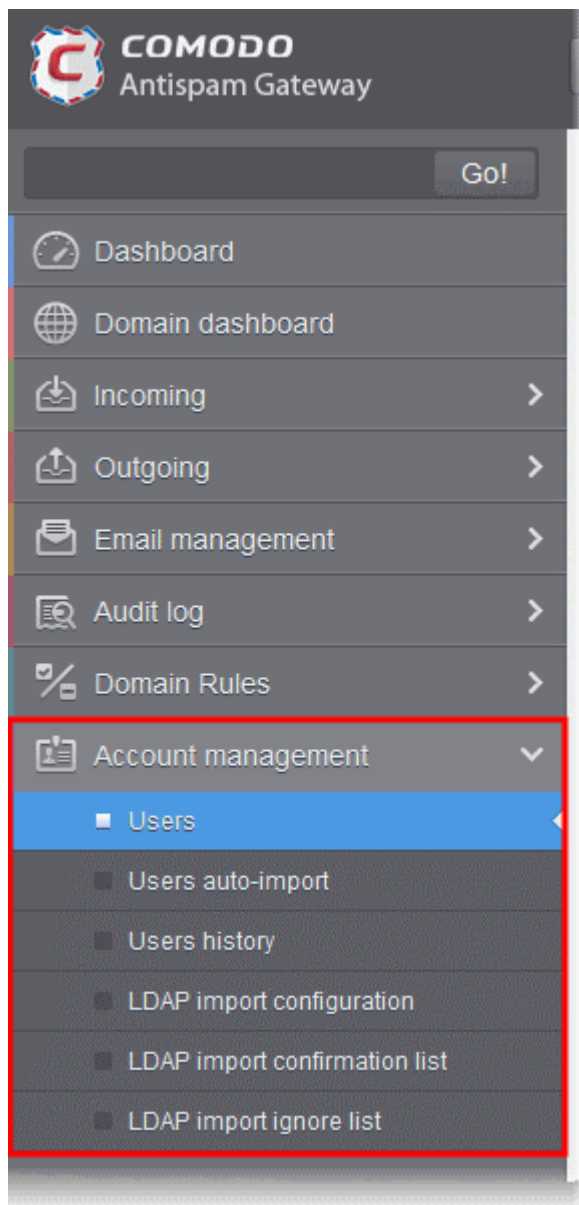 COMODO
Antispam Gateway
Go!
Dashboard
Domain dashboard
Incoming
Outgoing
Email management
Audit log
Domain Rules
Account management
Users
Users auto-import
Users history
LDAP import configuration
LDAP import confirmation list
LDAP import ignore list